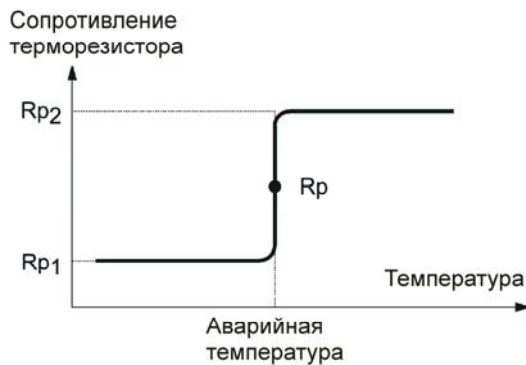 Сопротивление
терморезистора
Rp2
Rp
Rp1
Температура
Аварийная
температура